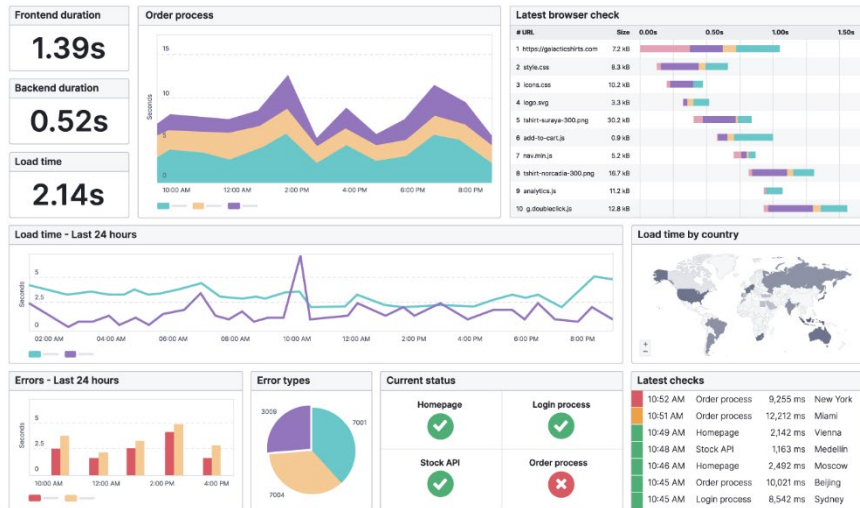 Frontend duration
1.39s
Backend duration
0.52s
Load time
2.14s
Order process
Seconds
15
5
0
10:00 AM 12:00 AM 2:00 PM 4:00 PM 6:00 PM 8:00 PM
Latest browser check
# URL Size 0.00s 0.50s 1.00s 1.50s
1 https://galacticshirts.com 7.2 kB
2 style.css 8.3 kB
3 icons.css 10.2 kB
4 logo.svg 3.3 kB
5 tshirt-suraya-300.png 30.2 kB
6 add-to-cart.js 0.9 kB
7 nav.min.js 5.2 kB
8 tshirt-norcadia-300.png 16.7 kB
9 analytics.js 11.2 kB
10 g.doubleclick.js 12.8 kB
Load time - Last 24 hours
Seconds
5
2.5
0
02:00 AM 04:00 AM 06:00 AM 08:00 AM 10:00 AM 12:00 AM 2:00 PM 4:00 PM 6:00 PM 8:00 PM
Load time by country
+
−
Errors - Last 24 hours
Seconds
5
2.5
0
10:00 AM 12:00 AM 2:00 PM 4:00 PM
Error types
3009
7001
7004
Current status
Homepage
Login process
Stock API
Order process
Latest checks
10:52 AM Order process 9,255 ms New York
10:51 AM Order process 12,212 ms Miami
10:49 AM Homepage 2,142 ms Vienna
10:48 AM Stock API 1,163 ms Medellín
10:46 AM Homepage 2,492 ms Moscow
10:45 AM Order process 10,021 ms Beijing
10:45 AM Login process 8,542 ms Sydney